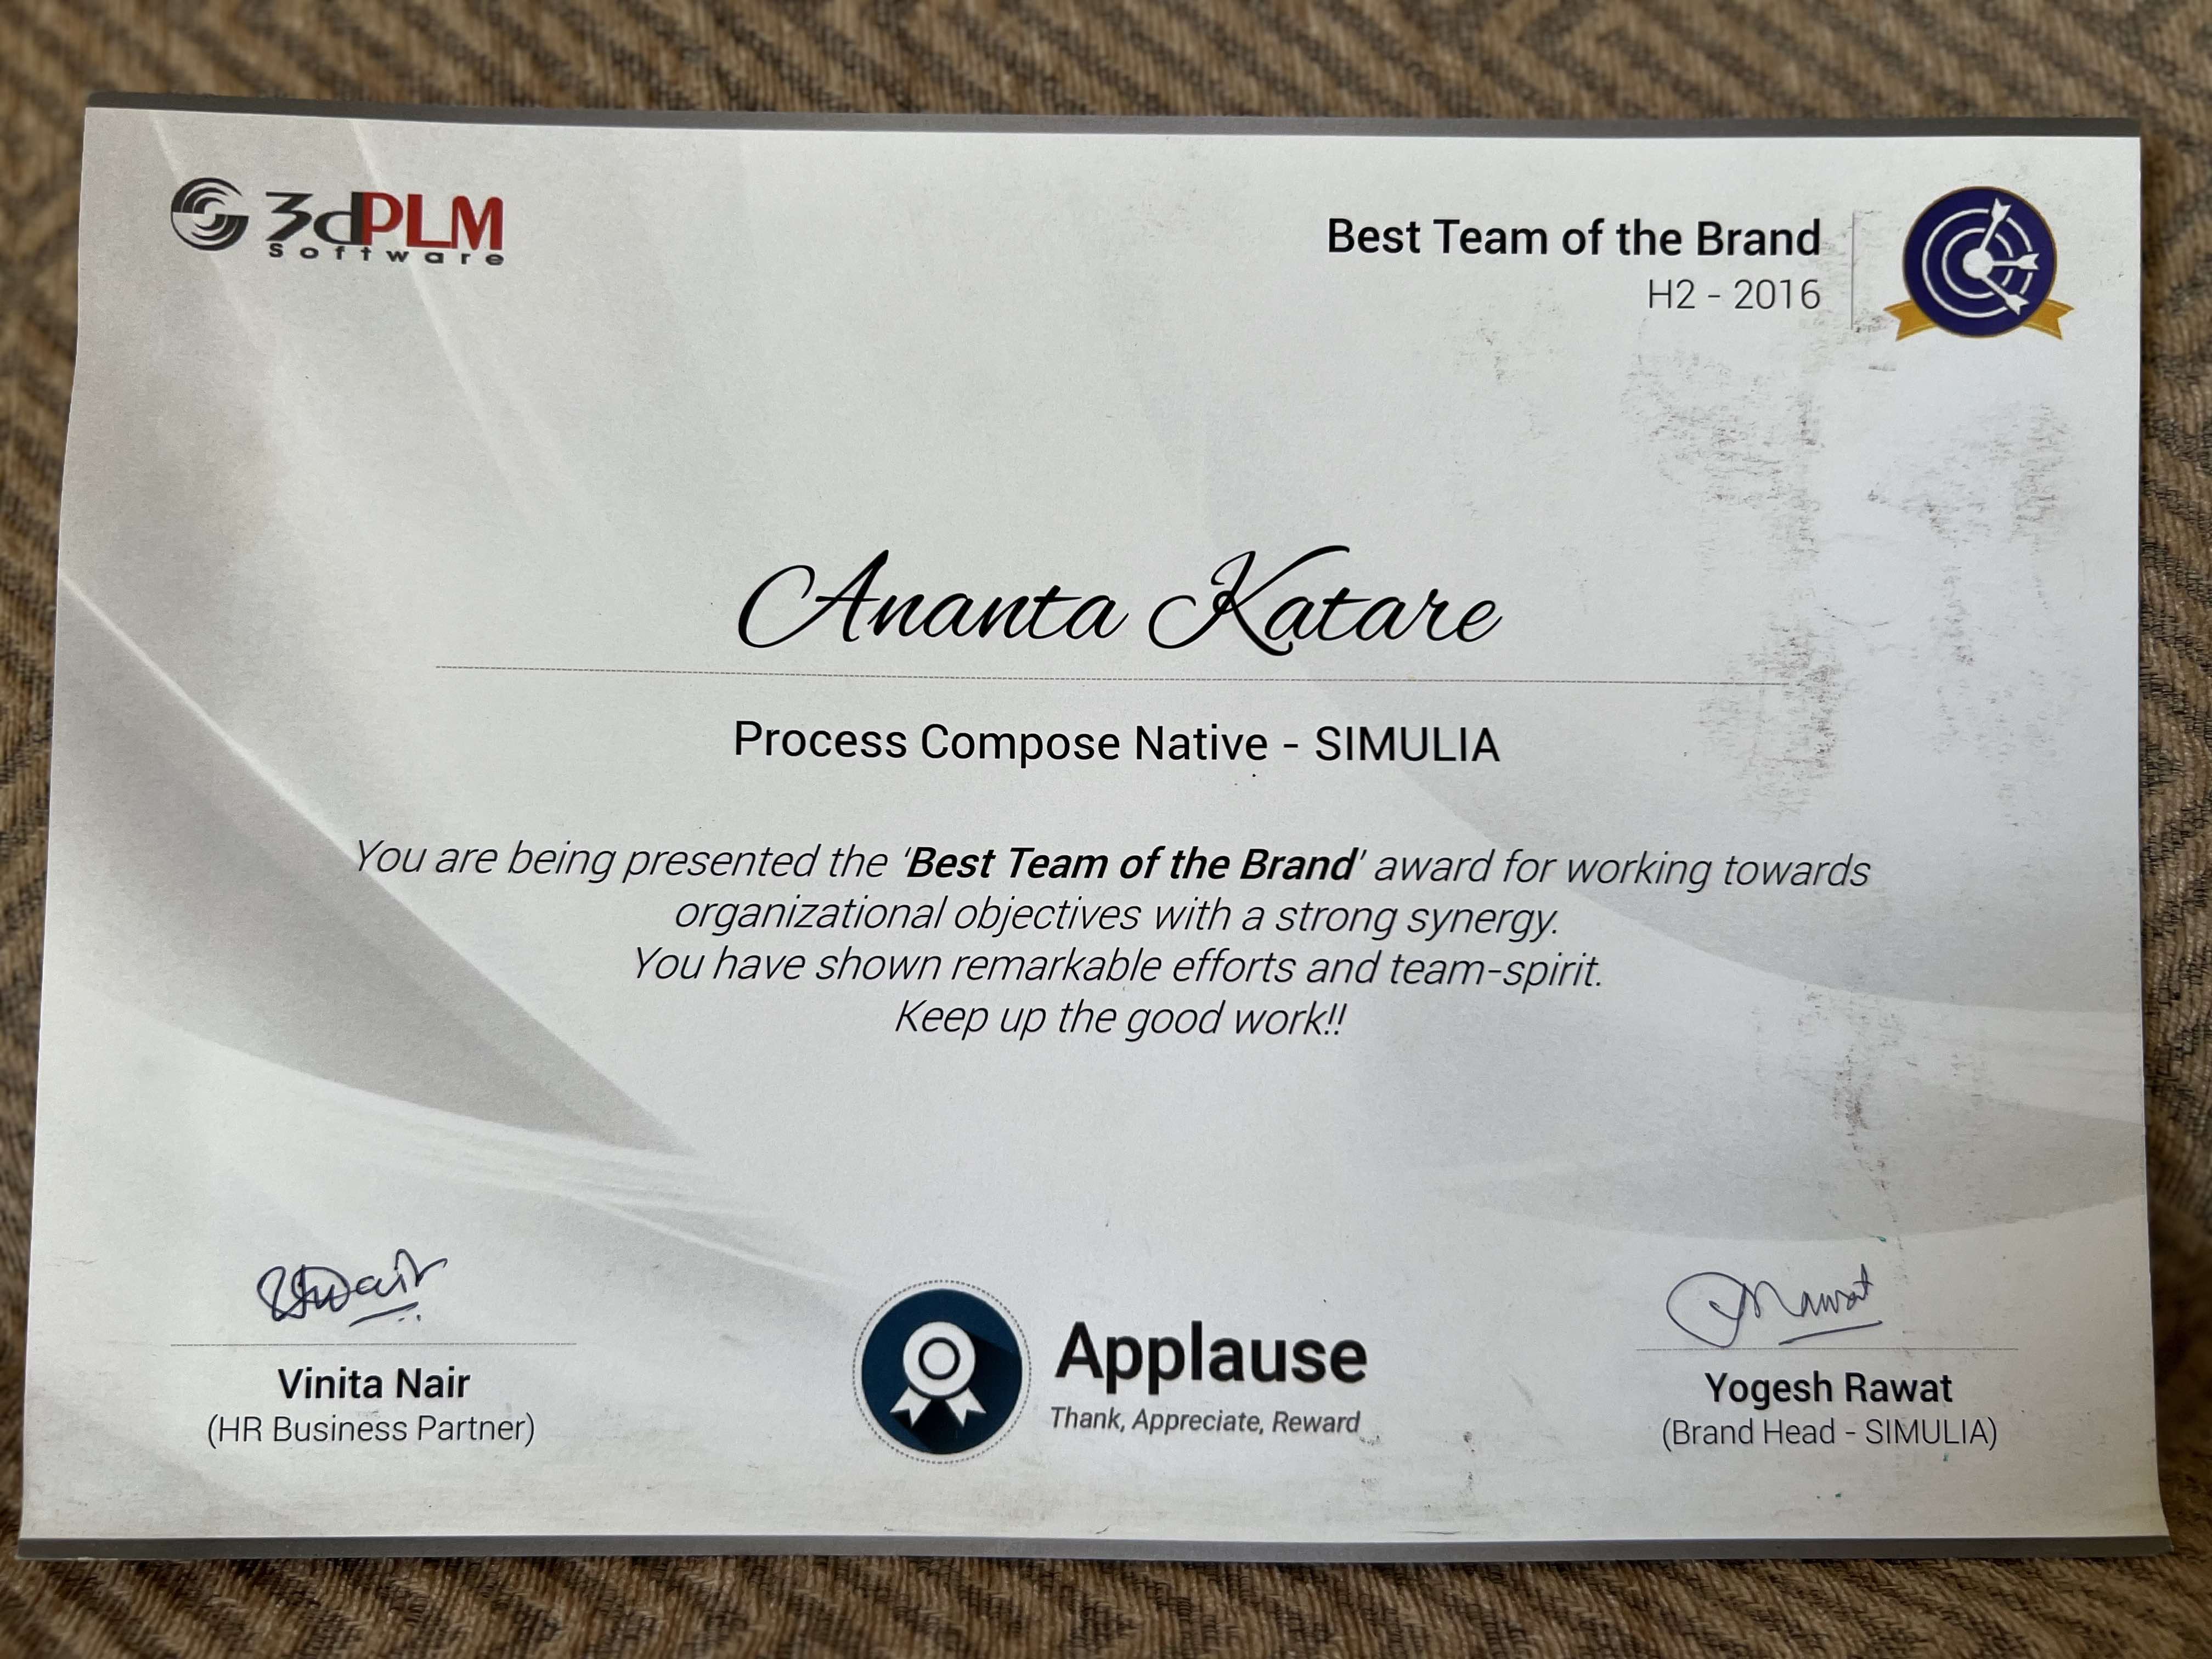 3dPLM
Software
Best Team of the Brand
H2 - 2016
Ananta Katare
Process Compose Native - SIMULIA
You are being presented the 'Best Team of the Brand' award for working towards
organizational objectives with a strong synergy.
You have shown remarkable efforts and team-spirit.
Keep up the good work!!
Vinita Nair
(HR Business Partner)
Applause
Thank, Appreciate, Reward
Yogesh Rawat
(Brand Head - SIMULIA)